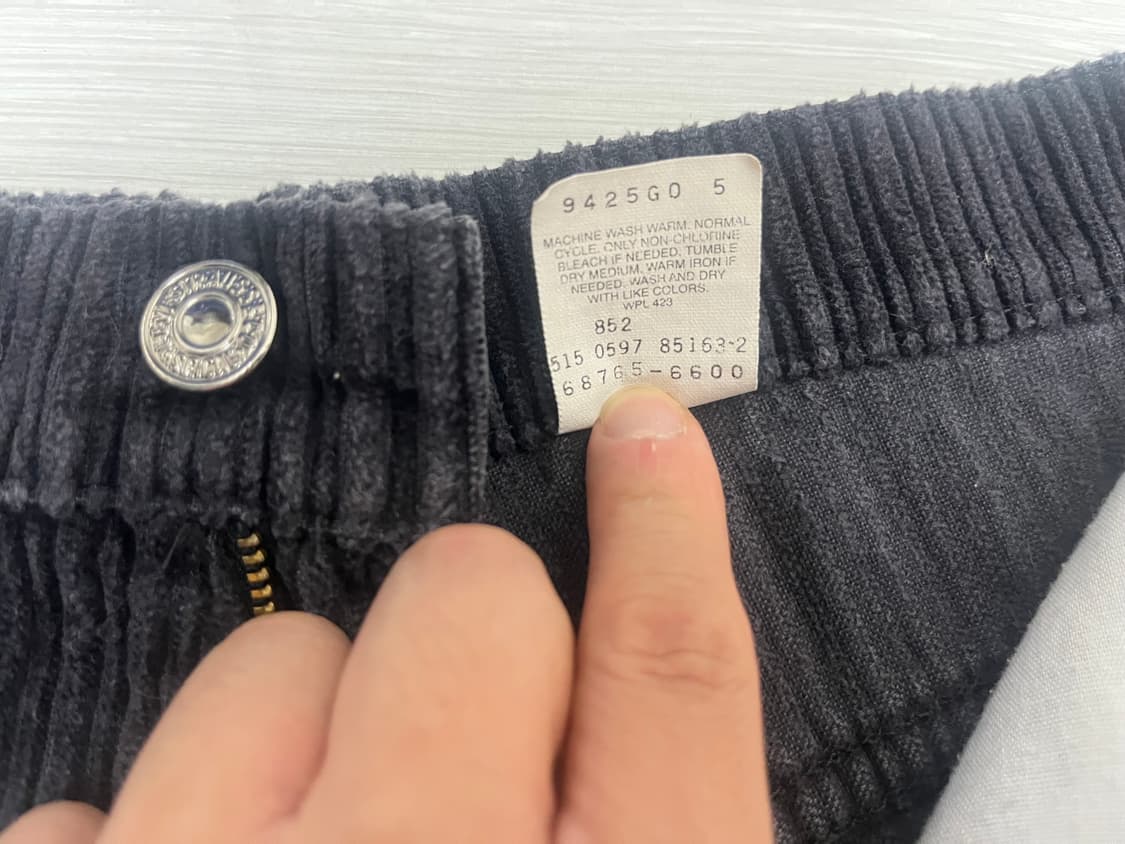 9425G0 5
MACHINE WASH WARM. NORMAL
CYCLE. ONLY NON-CHLORINE
BLEACH IF NEEDED. TUMBLE
DRY MEDIUM. WARM IRON IF
NEEDED. WASH AND DRY
WITH LIKE COLORS.
WPL 423
852
515 0597 85163-2
68765-6600